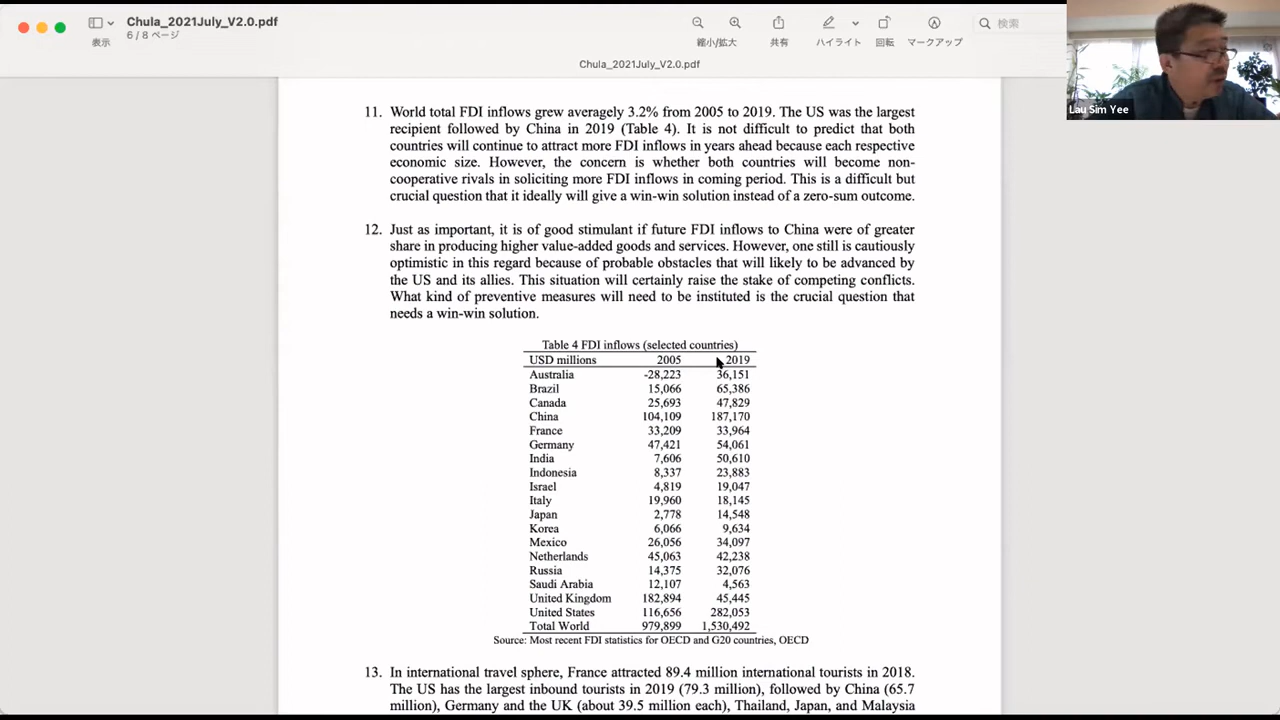 Chula_2021July_V2.0.pdf
6 / 8 ページ
表示
縮小/拡大
共有
ハイライト
回転
マークアップ
検索
Chula_2021July_V2.0.pdf
Lau Sim Yee
11. World total FDI inflows grew averagely 3.2% from 2005 to 2019. The US was the largest
recipient followed by China in 2019 (Table 4). It is not difficult to predict that both
countries will continue to attract more FDI inflows in years ahead because each respective
economic size. However, the concern is whether both countries will become non-
cooperative rivals in soliciting more FDI inflows in coming period. This is a difficult but
crucial question that it ideally will give a win-win solution instead of a zero-sum outcome.
12. Just as important, it is of good stimulant if future FDI inflows to China were of greater
share in producing higher value-added goods and services. However, one still is cautiously
optimistic in this regard because of probable obstacles that will likely to be advanced by
the US and its allies. This situation will certainly raise the stake of competing conflicts.
What kind of preventive measures will need to be instituted is the crucial question that
needs a win-win solution.
Table 4 FDI inflows (selected countries)
USD millions 2005 2019
Australia -28,223 36,151
Brazil 15,066 65,386
Canada 25,693 47,829
China 104,109 187,170
France 33,209 33,964
Germany 47,421 54,061
India 7,606 50,610
Indonesia 8,337 23,883
Israel 4,819 19,047
Italy 19,960 18,145
Japan 2,778 14,548
Korea 6,066 9,634
Mexico 26,056 34,097
Netherlands 45,063 42,238
Russia 14,375 32,076
Saudi Arabia 12,107 4,563
United Kingdom 182,894 45,445
United States 116,656 282,053
Total World 979,899 1,530,492
Source: Most recent FDI statistics for OECD and G20 countries, OECD
13. In international travel sphere, France attracted 89.4 million international tourists in 2018.
The US has the largest inbound tourists in 2019 (79.3 million), followed by China (65.7
million), Germany and the UK (about 39.5 million each), Thailand, Japan, and Malaysia